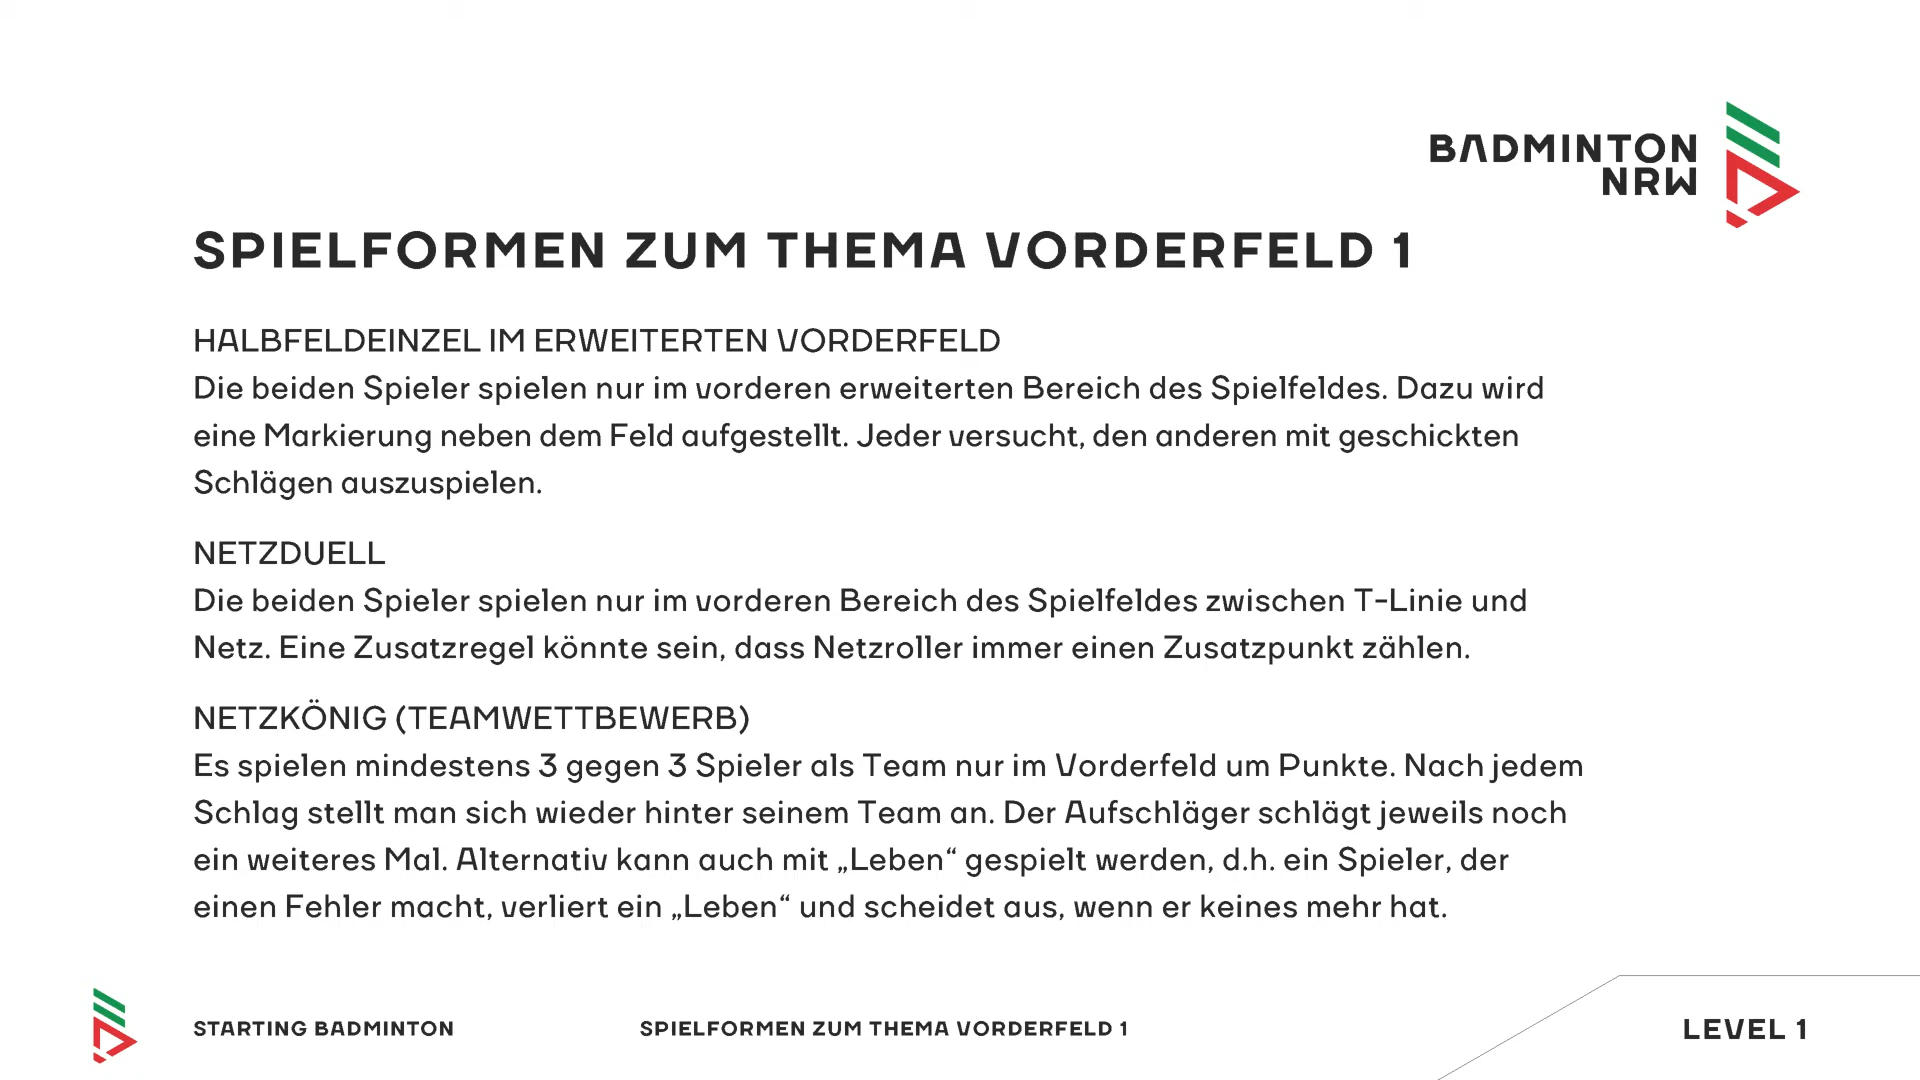 BADMINTON
NRW
SPIELFORMEN ZUM THEMA VORDERFELD 1
HALBFELDEINZEL IM ERWEITERTEN VORDERFELD
Die beiden Spieler spielen nur im vorderen erweiterten Bereich des Spielfeldes. Dazu wird
eine Markierung neben dem Feld aufgestellt. Jeder versucht, den anderen mit geschickten
Schlägen auszuspielen.
NETZDUELL
Die beiden Spieler spielen nur im vorderen Bereich des Spielfeldes zwischen T-Linie und
Netz. Eine Zusatzregel könnte sein, dass Netzroller immer einen Zusatzpunkt zählen.
NETZKÖNIG (TEAMWETTBEWERB)
Es spielen mindestens 3 gegen 3 Spieler als Team nur im Vorderfeld um Punkte. Nach jedem
Schlag stellt man sich wieder hinter seinem Team an. Der Aufschläger schlägt jeweils noch
ein weiteres Mal. Alternativ kann auch mit „Leben“ gespielt werden, d.h. ein Spieler, der
einen Fehler macht, verliert ein „Leben“ und scheidet aus, wenn er keines mehr hat.
STARTING BADMINTON
SPIELFORMEN ZUM THEMA VORDERFELD 1
LEVEL 1